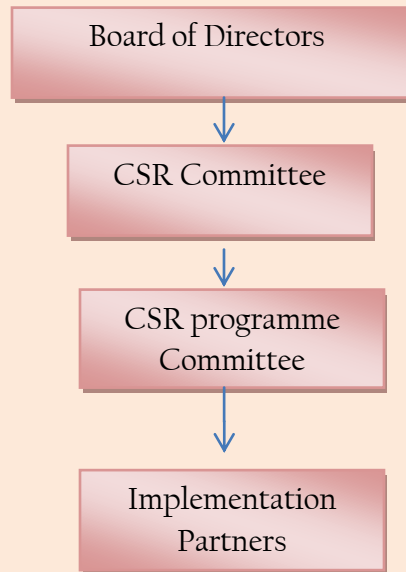 Board of Directors
CSR Committee
CSR programme
Committee
Implementation
Partners